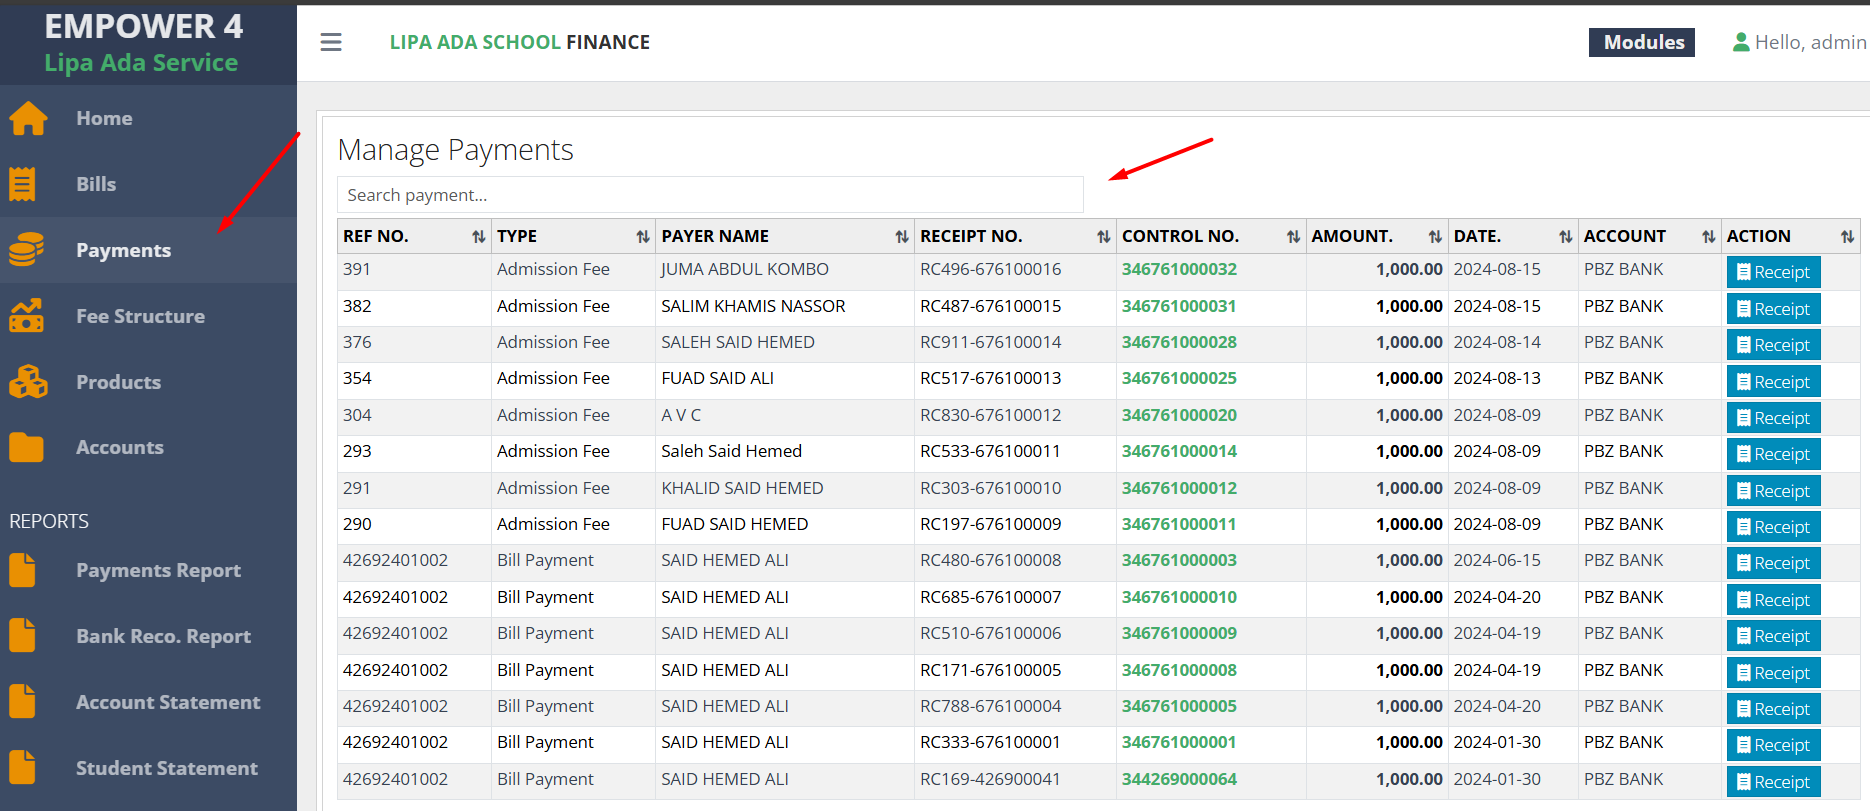 EMPOWER 4
Lipa Ada Service
Home
Bills
Payments
Fee Structure
Products
Accounts
REPORTS
Payments Report
Bank Reco. Report
Account Statement
Student Statement
LIPA ADA SCHOOL FINANCE
Modules
Hello, admin
Manage Payments
Search payment...
REF NO. TYPE PAYER NAME RECEIPT NO. CONTROL NO. AMOUNT. DATE. ACCOUNT ACTION
391 Admission Fee JUMA ABDUL KOMBO RC496-676100016 346761000032 1,000.00 2024-08-15 PBZ BANK Receipt
382 Admission Fee SALIM KHAMIS NASSOR RC487-676100015 346761000031 1,000.00 2024-08-15 PBZ BANK Receipt
376 Admission Fee SALEH SAID HEMED RC911-676100014 346761000028 1,000.00 2024-08-14 PBZ BANK Receipt
354 Admission Fee FUAD SAID ALI RC517-676100013 346761000025 1,000.00 2024-08-13 PBZ BANK Receipt
304 Admission Fee A V C RC830-676100012 346761000020 1,000.00 2024-08-09 PBZ BANK Receipt
293 Admission Fee Saleh Said Hemed RC533-676100011 346761000014 1,000.00 2024-08-09 PBZ BANK Receipt
291 Admission Fee KHALID SAID HEMED RC303-676100010 346761000012 1,000.00 2024-08-09 PBZ BANK Receipt
290 Admission Fee FUAD SAID HEMED RC197-676100009 346761000011 1,000.00 2024-08-09 PBZ BANK Receipt
42692401002 Bill Payment SAID HEMED ALI RC480-676100008 346761000003 1,000.00 2024-06-15 PBZ BANK Receipt
42692401002 Bill Payment SAID HEMED ALI RC685-676100007 346761000010 1,000.00 2024-04-20 PBZ BANK Receipt
42692401002 Bill Payment SAID HEMED ALI RC510-676100006 346761000009 1,000.00 2024-04-19 PBZ BANK Receipt
42692401002 Bill Payment SAID HEMED ALI RC171-676100005 346761000008 1,000.00 2024-04-19 PBZ BANK Receipt
42692401002 Bill Payment SAID HEMED ALI RC788-676100004 346761000005 1,000.00 2024-04-20 PBZ BANK Receipt
42692401002 Bill Payment SAID HEMED ALI RC333-676100001 346761000001 1,000.00 2024-01-30 PBZ BANK Receipt
42692401002 Bill Payment SAID HEMED ALI RC169-426900041 344269000064 1,000.00 2024-01-30 PBZ BANK Receipt